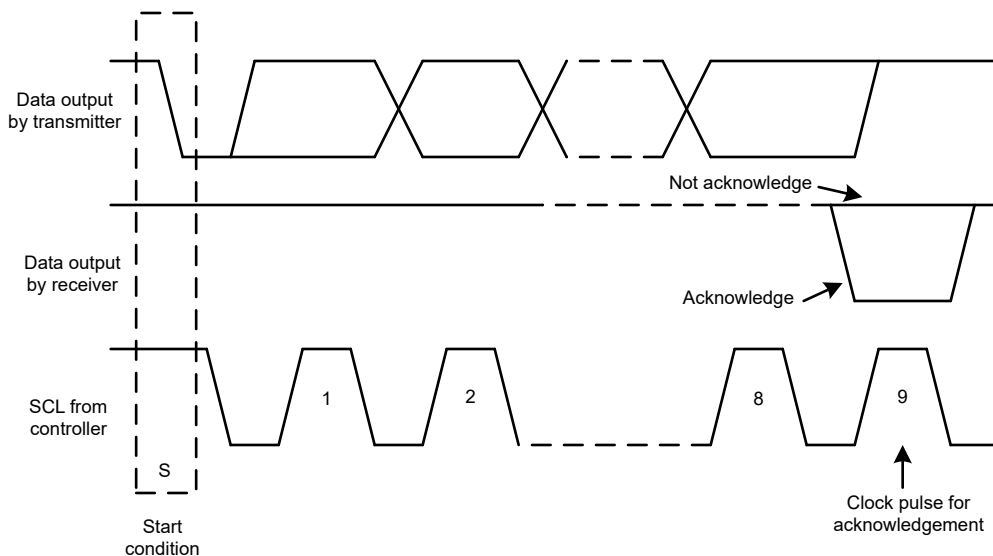 Data output
by transmitter
Not acknowledge
Data output
by receiver
Acknowledge
SCL from
controller
1
2
8
9
S
Start
condition
Clock pulse for
acknowledgement